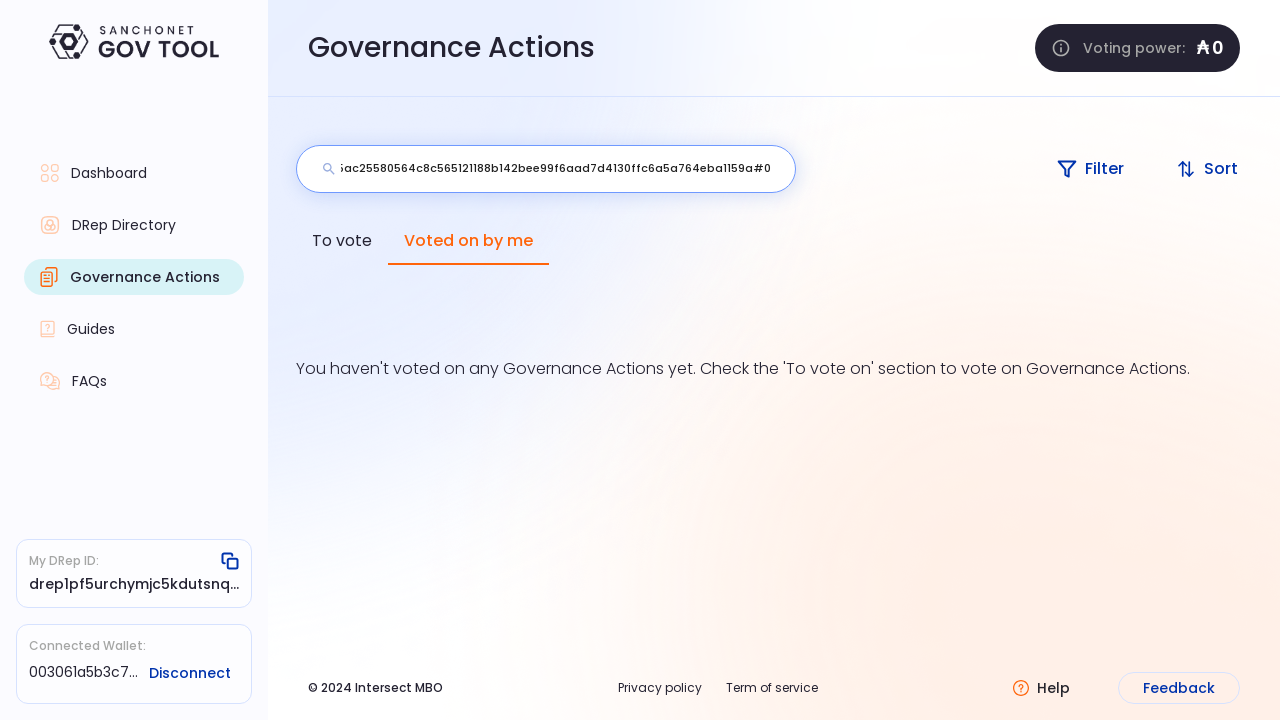 SANCHONET
GOV TOOL
Governance Actions
Voting power: ₳ 0
Dashboard
DRep Directory
Governance Actions
Guides
FAQs
5ac25580564c8c565121188b142bee99f6aad7d4130ffc6a5a764eba1159a#0
Filter
Sort
To vote
Voted on by me
You haven't voted on any Governance Actions yet. Check the 'To vote on' section to vote on Governance Actions.
My DRep ID:
drep1pf5urchymjc5kdutsnq...
Connected Wallet:
003061a5b3c7...
Disconnect
© 2024 Intersect MBO
Privacy policy
Term of service
Help
Feedback